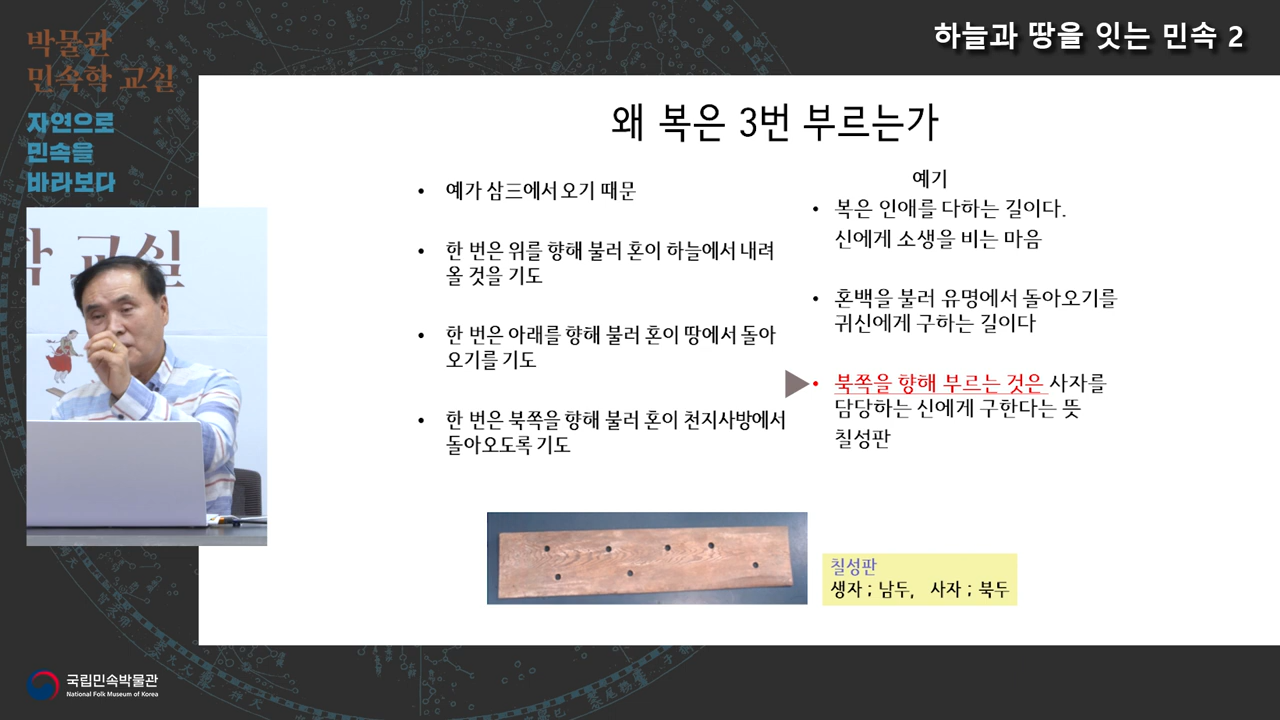 박물관
민속학 교실
자연으로
민속을
바라보다
하늘과 땅을 잇는 민속 2
왜 복은 3번 부르는가
• 예가 삼三에서 오기 때문
• 한 번은 위를 향해 불러 혼이 하늘에서 내려
올 것을 기도
• 한 번은 아래를 향해 불러 혼이 땅에서 돌아
오기를 기도
• 한 번은 북쪽을 향해 불러 혼이 천지사방에서
돌아오도록 기도
예기
• 복은 인애를 다하는 길이다.
신에게 소생을 비는 마음
• 혼백을 불러 유명에서 돌아오기를
귀신에게 구하는 길이다
• 북쪽을 향해 부르는 것은 사자를
담당하는 신에게 구한다는 뜻
칠성판
칠성판
생자 ; 남두, 사자 ; 북두
학 교실
국립민속박물관
National Folk Museum of Korea